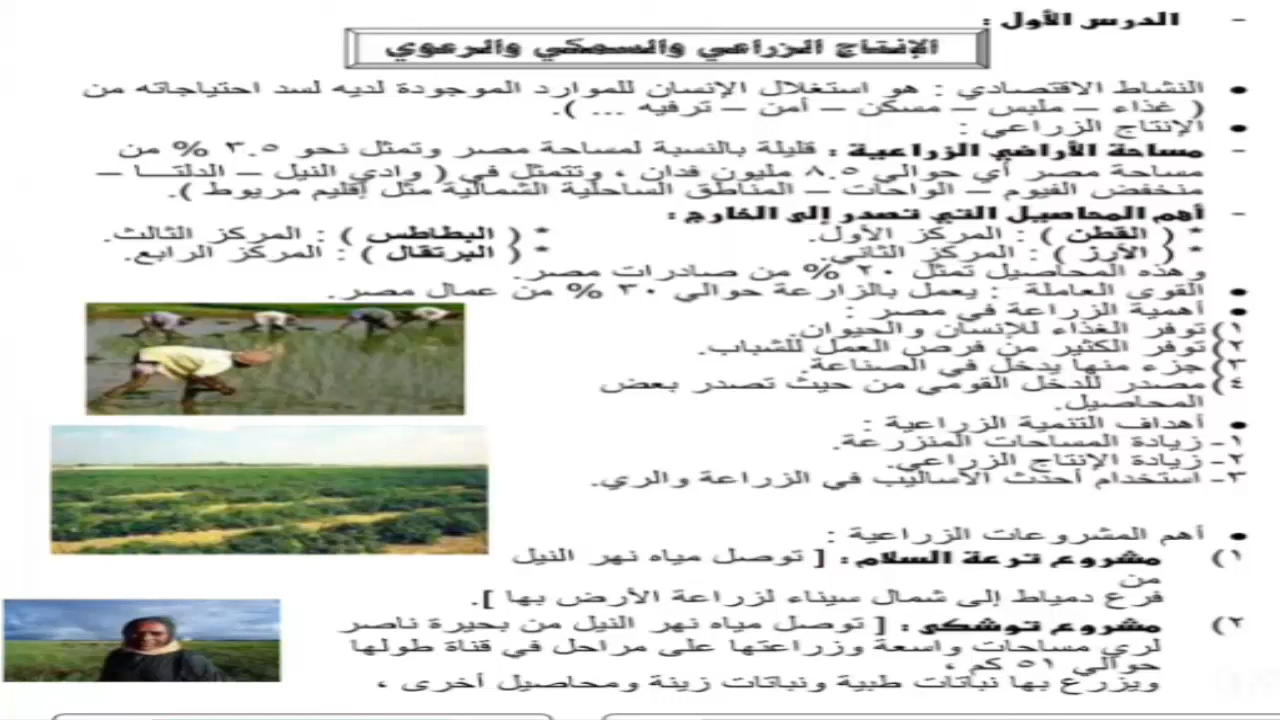 - الدرس الأول :
الإنتاج الزراعي والسمكي والرعوي
• النشاط الاقتصادي : هو استغلال الإنسان للموارد الموجودة لديه لسد احتياجاته من
( غذاء – ملبس – مسكن – أمن – ترفيه ... ).
• الإنتاج الزراعي :
- مساحة الأراضي الزراعية : قليلة بالنسبة لمساحة مصر وتمثل نحو ٣.٥ % من
مساحة مصر أي حوالي ٨.٥ مليون فدان ، وتتمثل في ( وادي النيل – الدلتـــا –
منخفض الفيوم – الواحات – المناطق الساحلية الشمالية مثل إقليم مريوط ).
- أهم المحاصيل التي تصدر إلى الخارج :
* ( القطن ) : المركز الأول. * ( البطاطس ) : المركز الثالث.
* ( الأرز ) : المركز الثاني. * ( البرتقال ) : المركز الرابع.
وهذه المحاصيل تمثل ٢٠ % من صادرات مصر.
• القوى العاملة : يعمل بالزارعة حوالي ٣٠ % من عمال مصر.
• أهمية الزراعة في مصر :
١) توفر الغذاء للإنسان والحيوان.
٢) توفر الكثير من فرص العمل للشباب.
٣) جزء منها يدخل في الصناعة.
٤) مصدر للدخل القومي من حيث تصدر بعض
المحاصيل.
• أهداف التنمية الزراعية :
١- زيادة المساحات المنزرعة.
٢- زيادة الإنتاج الزراعي.
٣- استخدام أحدث الأساليب في الزراعة والري.
• أهم المشروعات الزراعية :
١) مشروع ترعة السلام : [ توصل مياه نهر النيل
من
فرع دمياط إلى شمال سيناء لزراعة الأرض بها ].
٢) مشروع توشكى : [ توصل مياه نهر النيل من بحيرة ناصر
لري مساحات واسعة وزراعتها على مراحل في قناة طولها
حوالي ٥١ كم ،
ويزرع بها نباتات طبية ونباتات زينة ومحاصيل أخرى ،